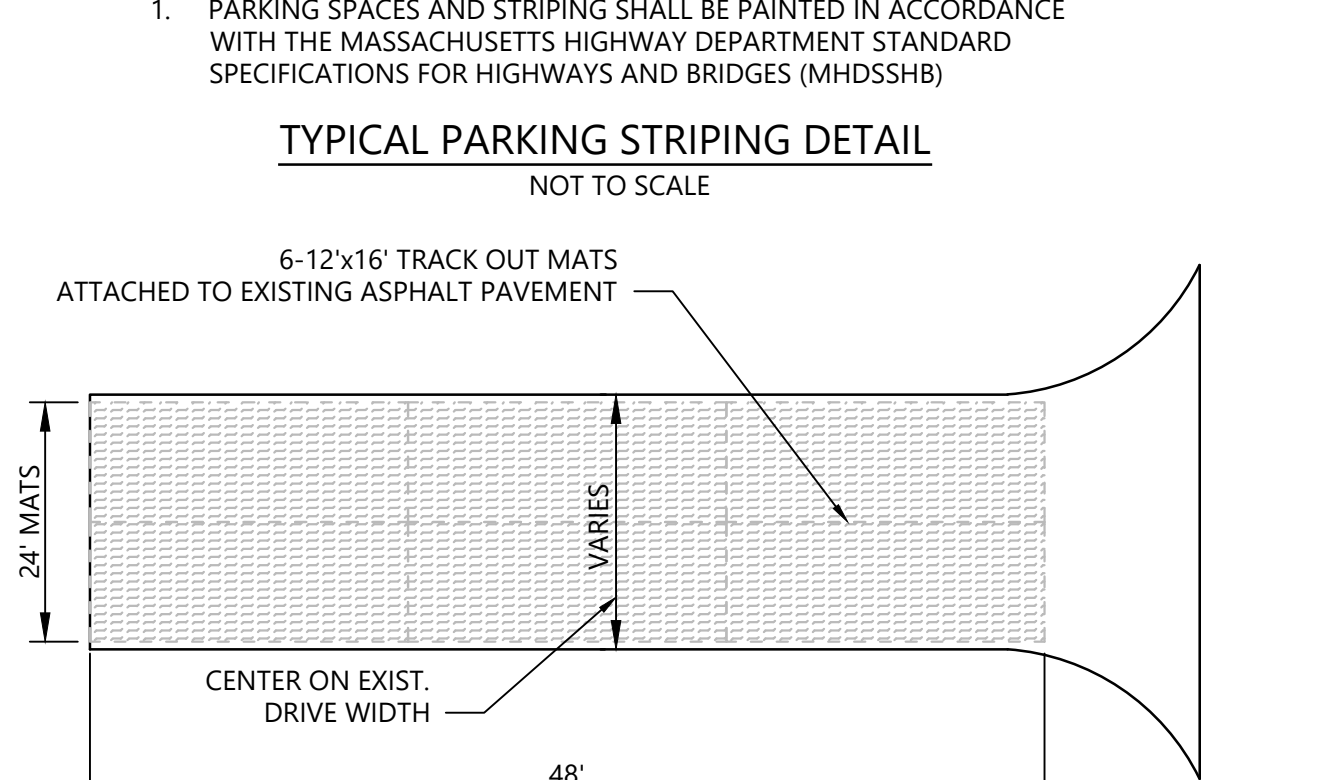 1. PARKING SPACES AND STRIPING SHALL BE PAINTED IN ACCORDANCE
WITH THE MASSACHUSETTS HIGHWAY DEPARTMENT STANDARD
SPECIFICATIONS FOR HIGHWAYS AND BRIDGES (MHDSSHB)
TYPICAL PARKING STRIPING DETAIL
NOT TO SCALE
6-12'x16' TRACK OUT MATS
ATTACHED TO EXISTING ASPHALT PAVEMENT
24' MATS
VARIES
CENTER ON EXIST.
DRIVE WIDTH
48'